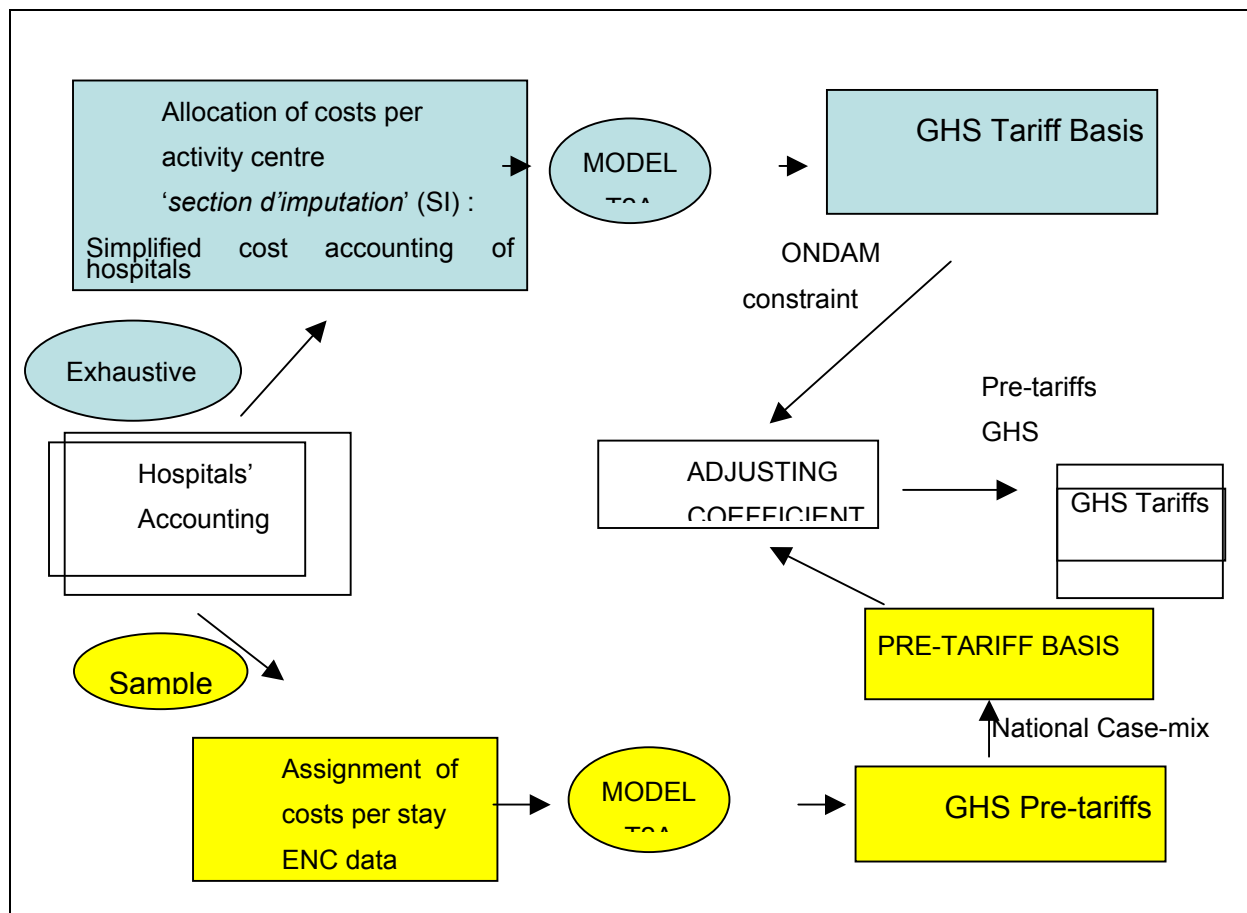 Allocation of costs per
activity centre
‘section d’imputation’ (SI) :
Simplified cost accounting of
hospitals
MODEL
GHS Tariff Basis
ONDAM
constraint
Exhaustive
Hospitals’
Accounting
Pre-tariffs
GHS
ADJUSTING
COEFFICIENT
GHS Tariffs
Sample
PRE-TARIFF BASIS
National Case-mix
Assignment of
costs per stay
ENC data
MODEL
GHS Pre-tariffs